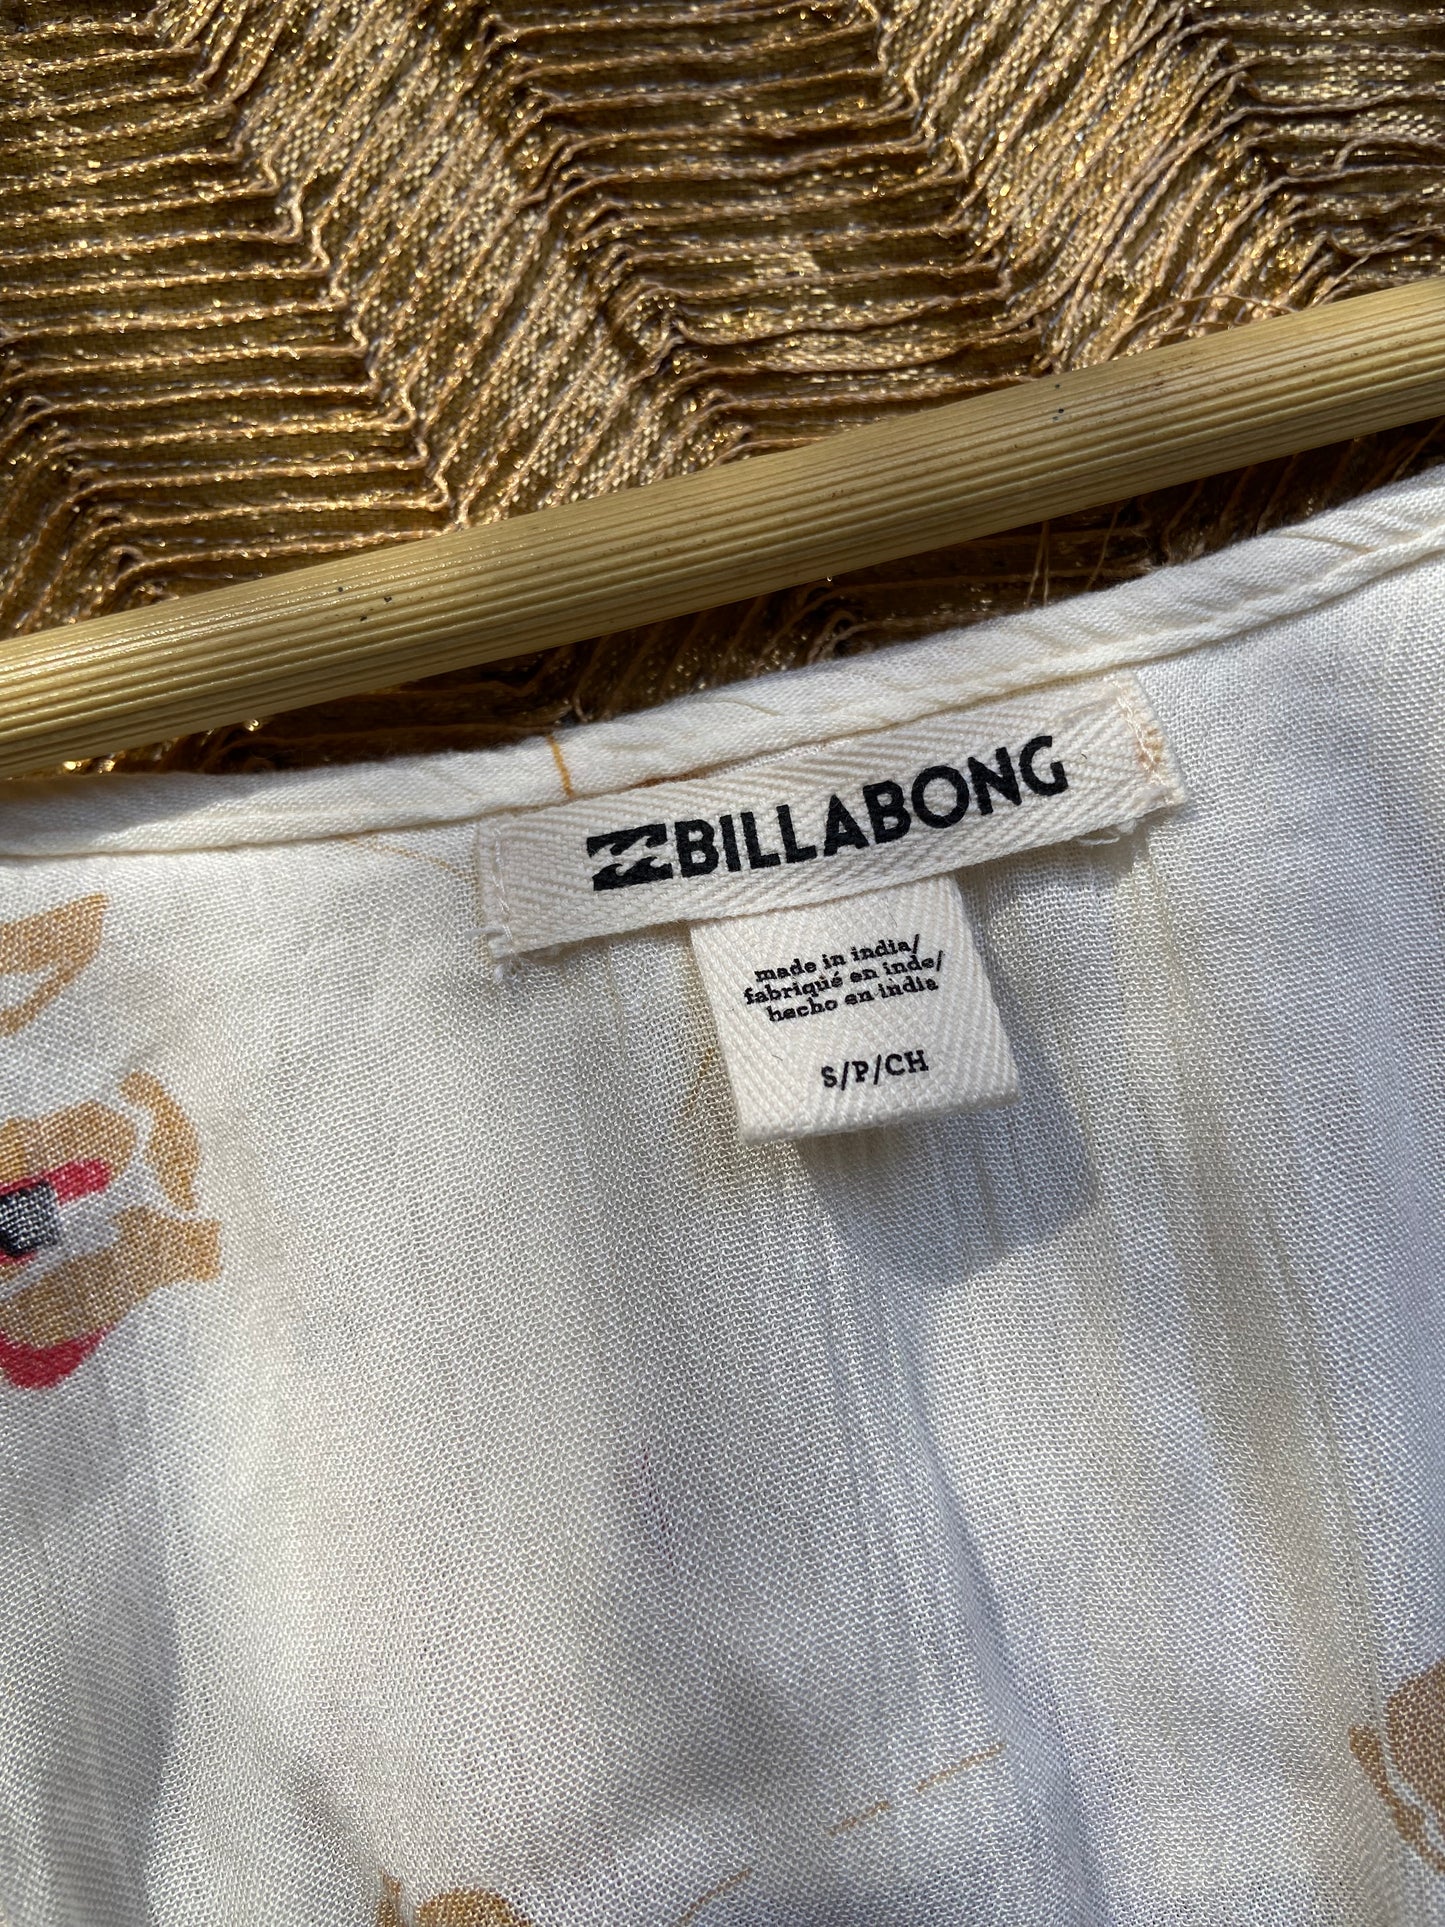 BILLABONG
made in india/
fabriqué en inde/
hecho en india
S/P/CH